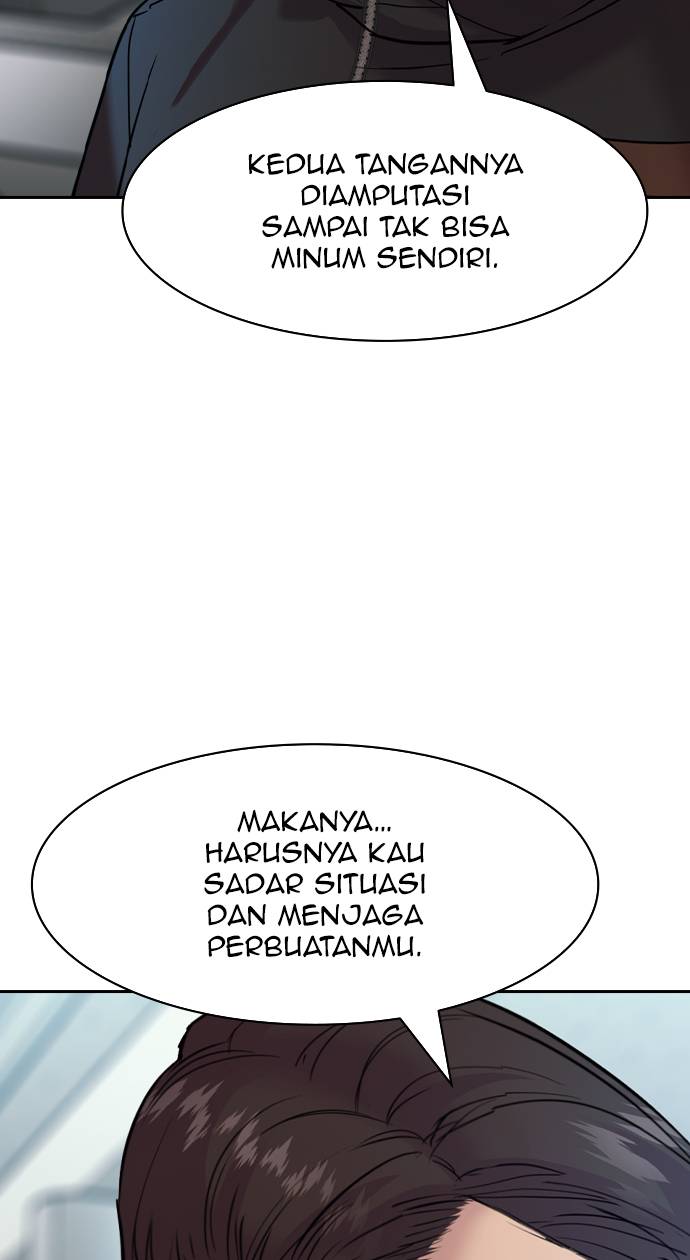 KEDUA TANGANNYA
DIAMPUTASI
SAMPAI TAK BISA
MINUM SENDIRI.
MAKANYA...
HARUSNYA KAU
SADAR SITUASI
DAN MENJAGA
PERBUATANMU.